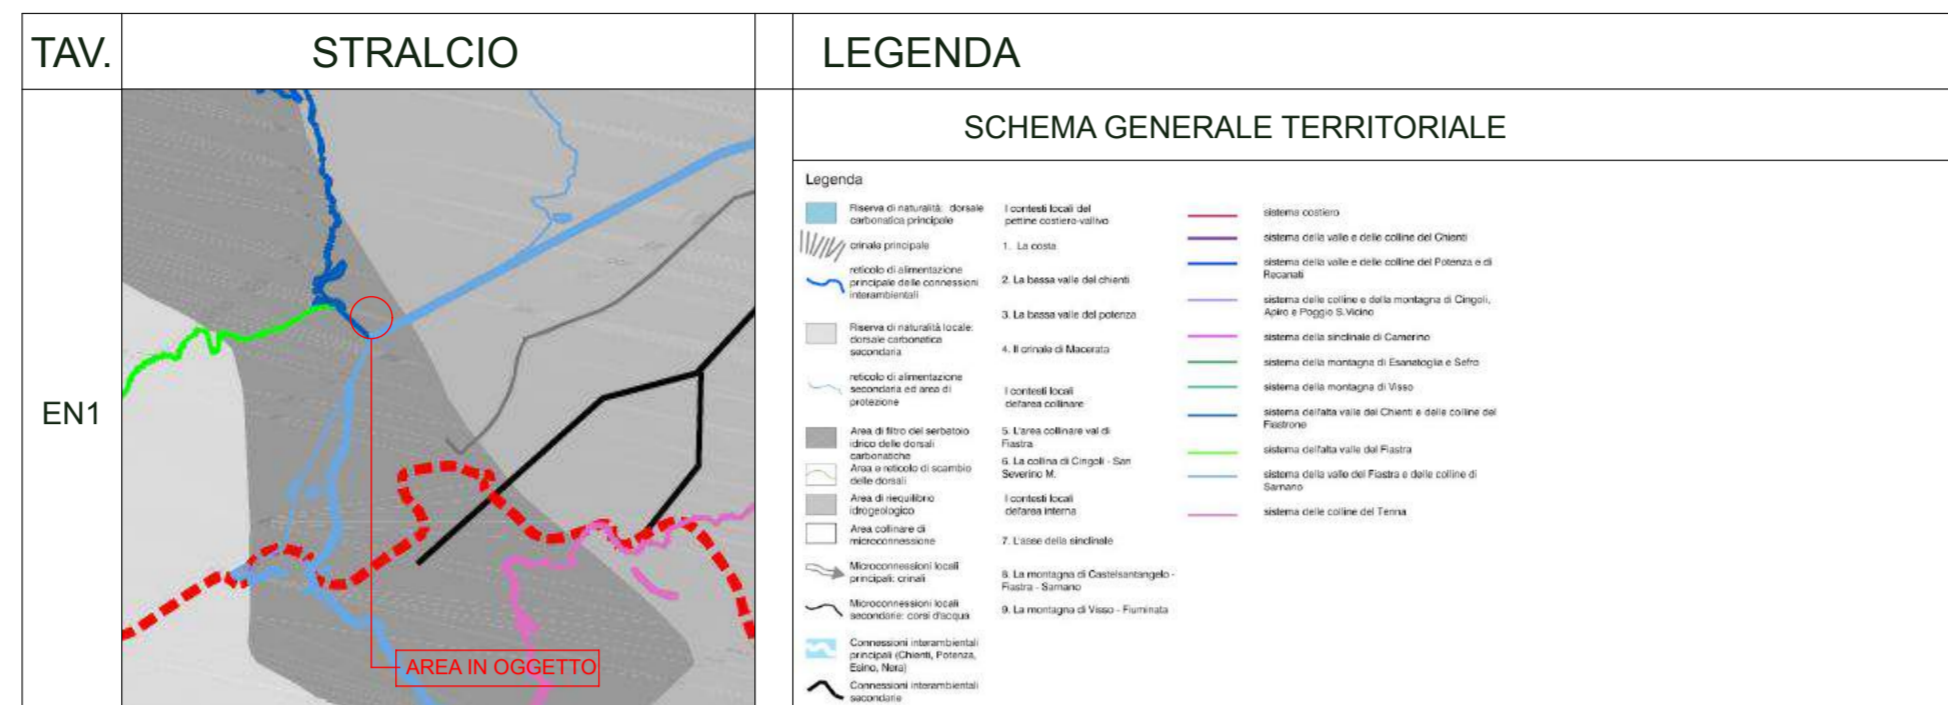 TAV.
STRALCIO
LEGENDA
EN1
AREA IN OGGETTO
SCHEMA GENERALE TERRITORIALE
Legenda
Riserva di naturalità: dorsale
carbonatica principale
crinale principale
reticolo di alimentazione
principale delle connessioni
interambientali
Riserva di naturalità locale:
dorsale carbonatica
secondaria
reticolo di alimentazione
secondaria ed area di
protezione
Area di filtro del serbatoio
idrico delle dorsali
carbonatiche
Area e reticolo di scambio
delle dorsali
Area di riequilibrio
idrogeologico
Area collinare di
microconnessione
Microconnessioni locali
principali: crinali
Microconnessioni locali
secondarie: corsi d'acqua
Connessioni interambientali
principali (Chienti, Potenza,
Esino, Nera)
Connessioni interambientali
secondarie
I contesti locali del
pettine costiero-vallivo
1. La costa
2. La bassa valle del chienti
3. La bassa valle del potenza
4. Il crinale di Macerata
I contesti locali
dell'area collinare
5. L'area collinare val di
Fiastra
6. La collina di Cingoli - San
Severino M.
I contesti locali
dell'area interna
7. L'asse della sinclinale
8. La montagna di Castelsantangelo -
Fiastra - Sarnano
9. La montagna di Visso - Fiuminata
sistema costiero
sistema della valle e delle colline del Chienti
sistema della valle e delle colline del Potenza e di
Recanati
sistema delle colline e della montagna di Cingoli,
Apiro e Poggio S.Vicino
sistema della sinclinale di Camerino
sistema della montagna di Esanatoglia e Sefro
sistema della montagna di Visso
sistema dell'alta valle del Chienti e delle colline del
Fiastrone
sistema dell'alta valle del Fiastra
sistema della valle del Fiastra e delle colline di
Sarnano
sistema delle colline del Tenna